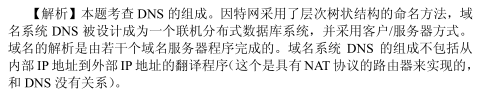 【解析】本题考查 DNS 的组成。因特网采用了层次树状结构的命名方法，域
名系统 DNS 被设计成为一个联机分布式数据库系统，并采用客户/服务器方式。
域名的解析是由若干个域名服务器程序完成的。域名系统 DNS 的组成不包括从
内部 IP 地址到外部 IP 地址的翻译程序（这个是具有 NAT 协议的路由器来实现的，
和 DNS 没有关系）。